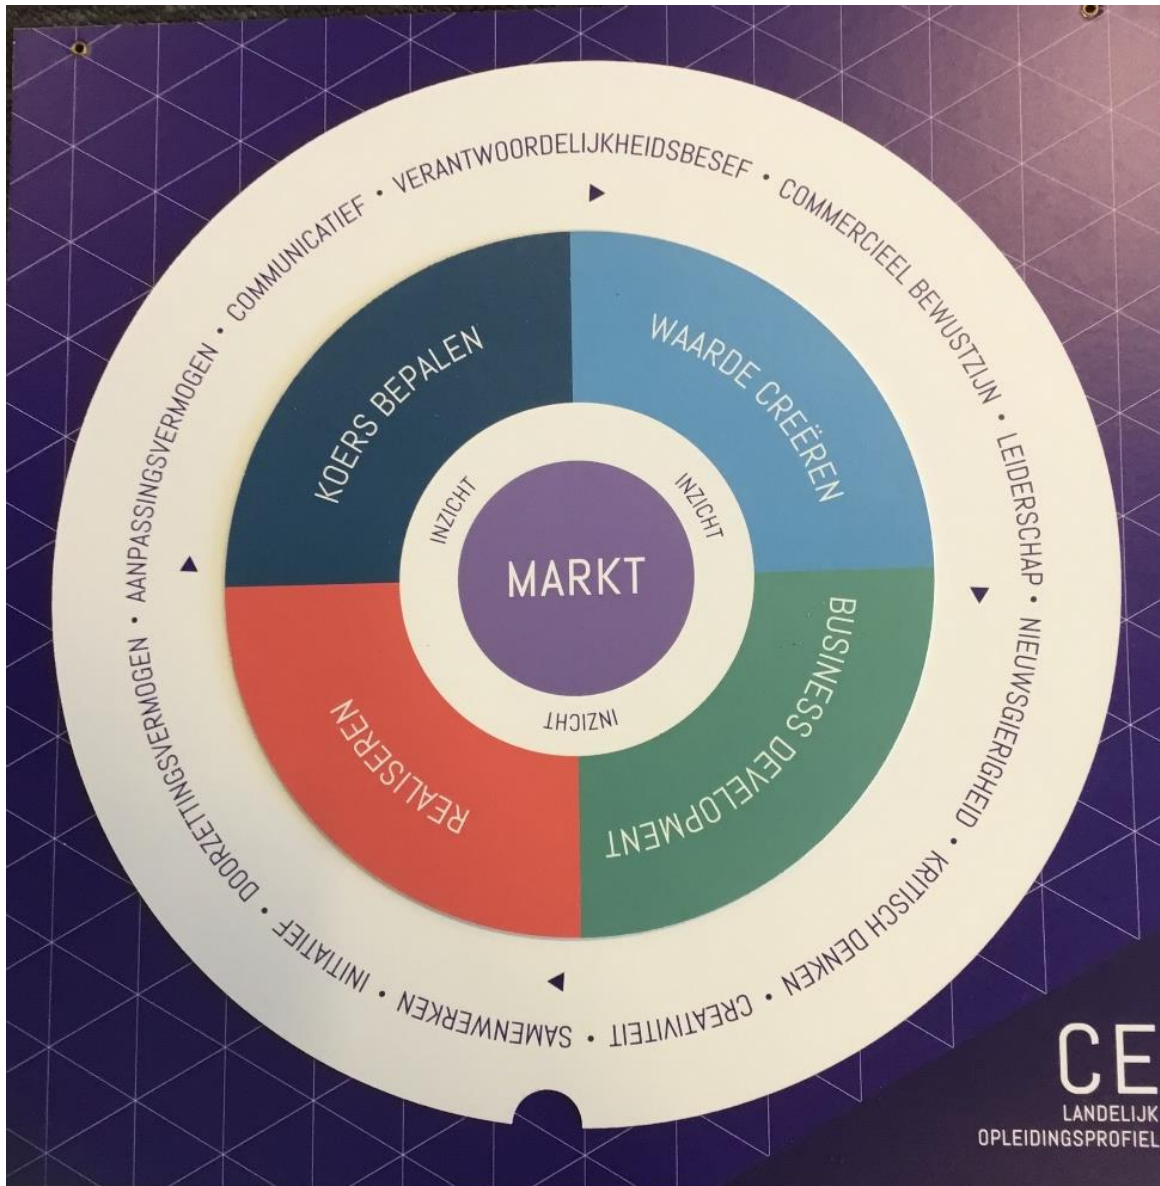 VERANTWOORDELIJKHEIDSBESEF • COMMERCIEEL BEWUSTZIJN • LEIDERSCHAP • NIEUWSGIERIGHEID • KRITISCH DENKEN • CREATIVITEIT • SAMENWERKEN • INITIATIEF • DOORZETTINGSVERMOGEN • AANPASSINGSVERMOGEN • COMMUNICATIEF •
KOERS BEPALEN
WAARDE CREËREN
BUSINESS DEVELOPMENT
REALISEREN
INZICHT
INZICHT
INZICHT
MARKT
CE
LANDELIJK
OPLEIDINGSPROFIEL